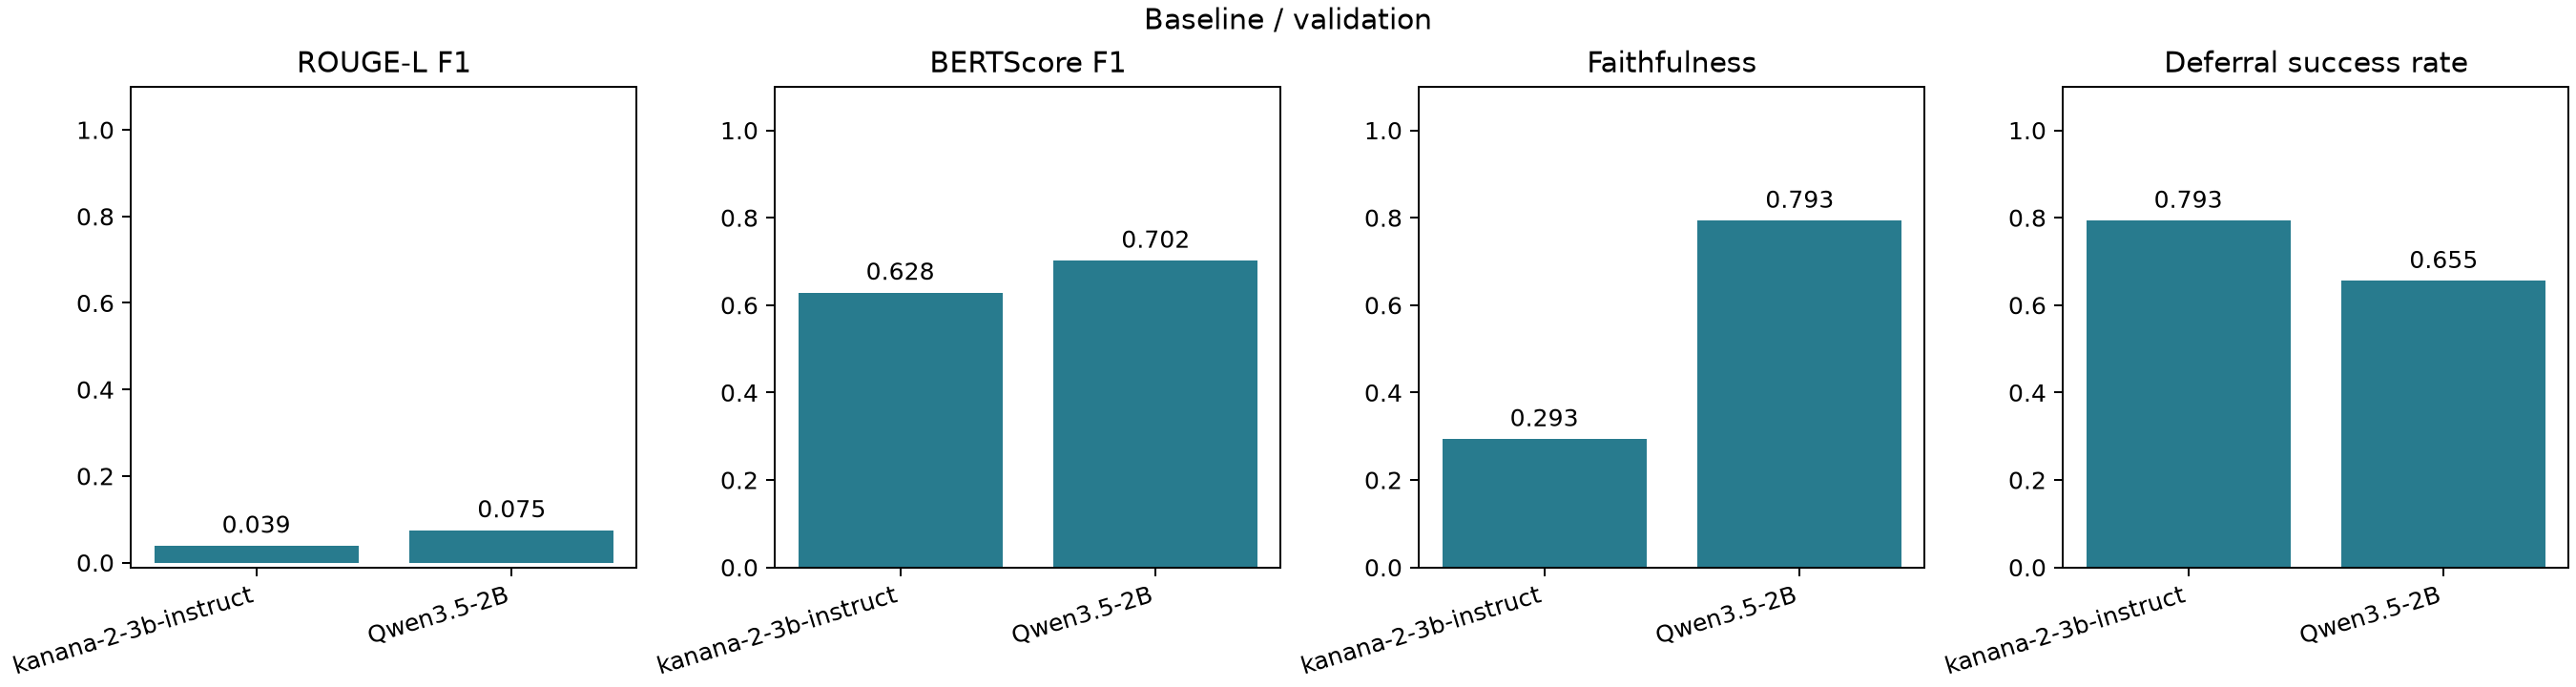 Baseline / validation
ROUGE-L F1
1.0
0.8
0.6
0.4
0.2
0.0
0.039
0.075
kanana-2-3b-instruct
Qwen3.5-2B
BERTScore F1
1.0
0.8
0.6
0.4
0.2
0.0
0.628
0.702
kanana-2-3b-instruct
Qwen3.5-2B
Faithfulness
1.0
0.8
0.6
0.4
0.2
0.0
0.293
0.793
kanana-2-3b-instruct
Qwen3.5-2B
Deferral success rate
1.0
0.8
0.6
0.4
0.2
0.0
0.793
0.655
kanana-2-3b-instruct
Qwen3.5-2B